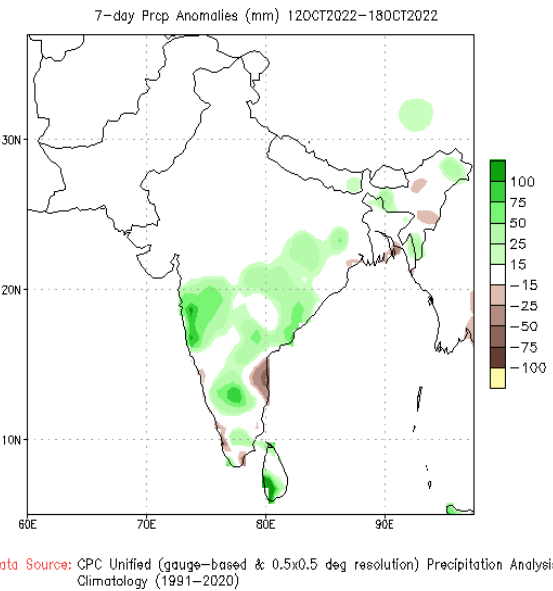 7-day Prcp Anomalies (mm) 12OCT2022-18OCT2022
30N
20N
10N
60E 70E 80E 90E
100
75
50
25
15
-15
-25
-50
-75
-100
ata Source: CPC Unified (gauge-based & 0.5x0.5 deg resolution) Precipitation Analysis
Climatology (1991-2020)